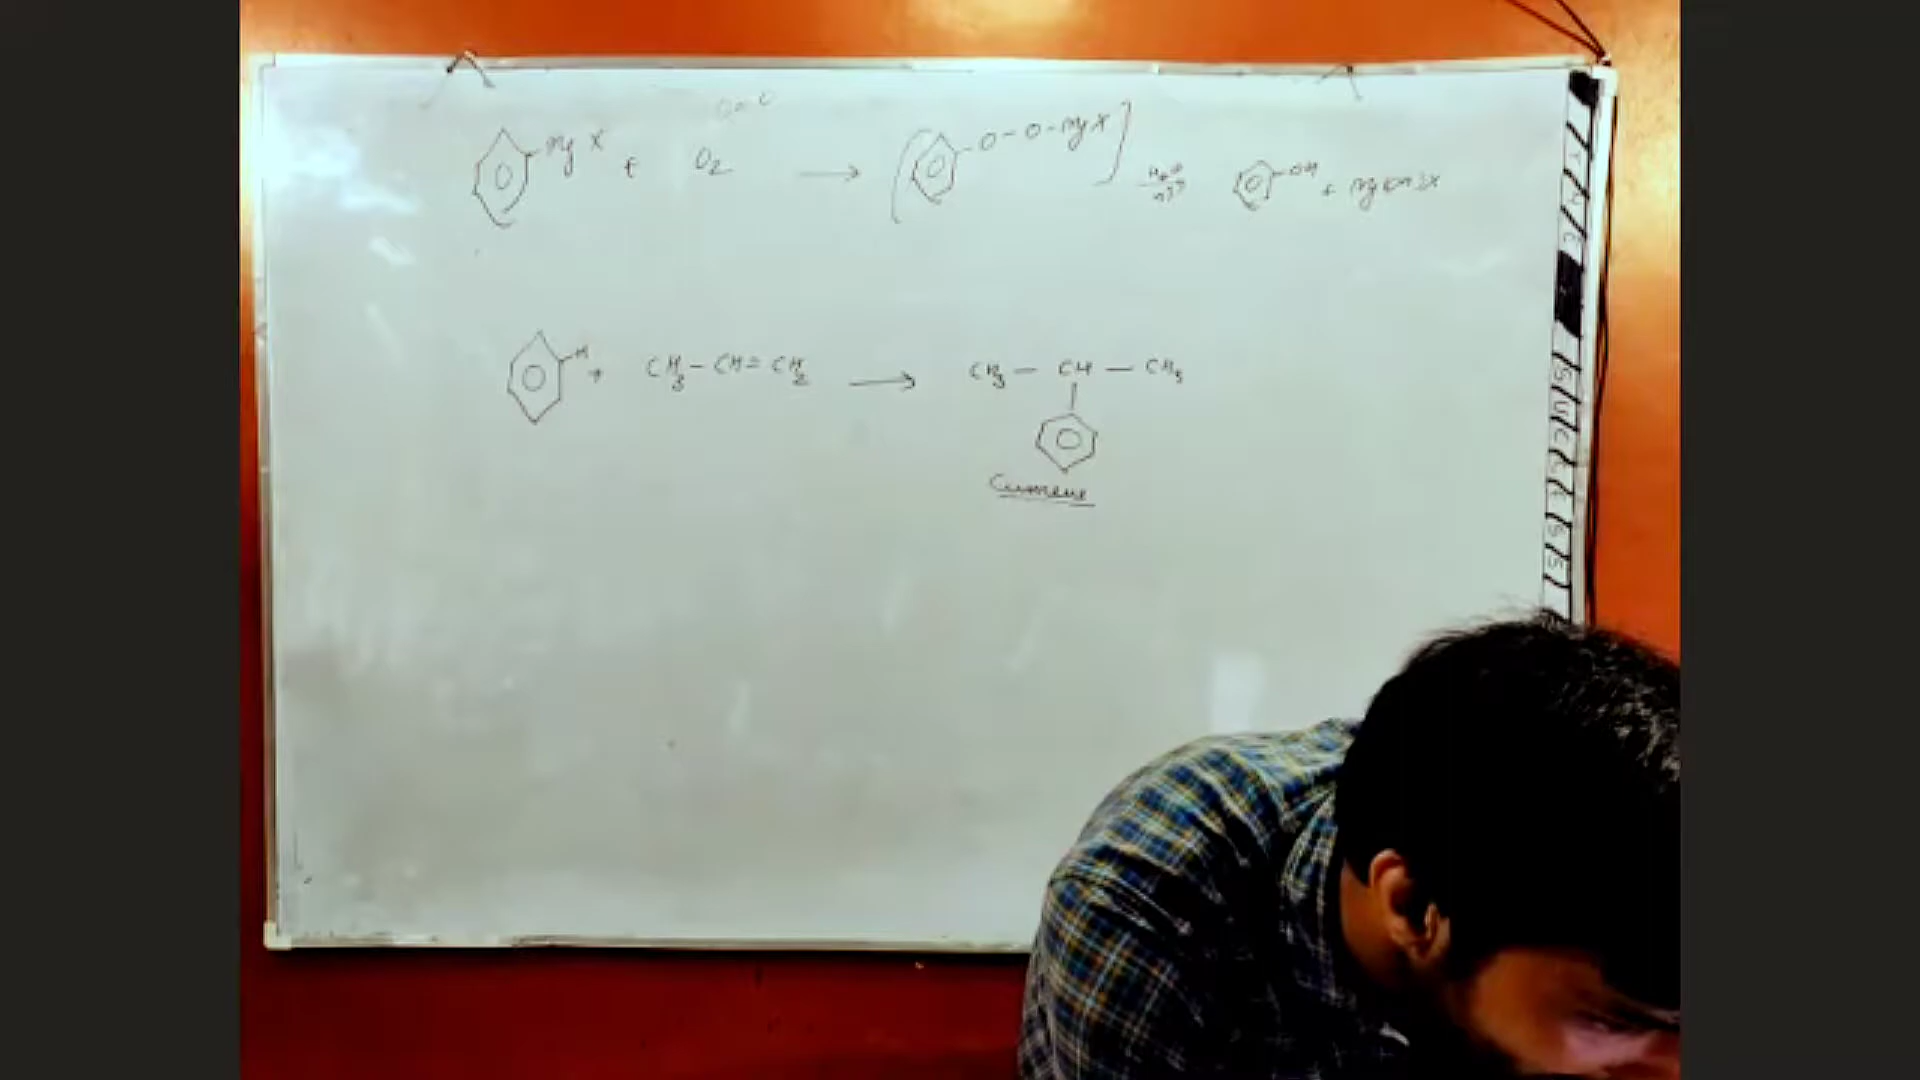 MgX + O2 → [ -O-O-MgX ] H2O -OH + Mg(OH)X
H + CH3-CH=CH2 → CH3 — CH — CH3
Cumene